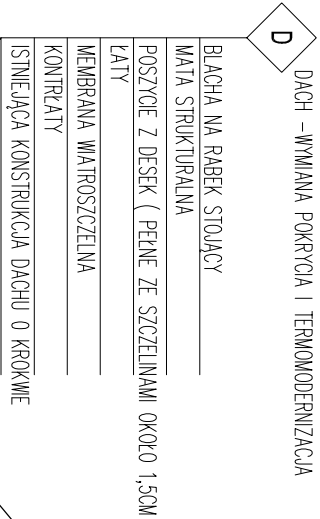 D
DACH -WYMIANA POKRYCIA I TERMOMODERNIZACJA
BLACHA NA RĄBEK STOJĄCY
MATA STRUKTURALNA
POSZYCIE Z DESEK ( PEŁNE ZE SZCZELINAMI OKOŁO 1,5CM
ŁATY
MEMBRANA WIATROSZCZELNA
KONTRŁATY
ISTNIEJĄCA KONSTRUKCJA DACHU O KROKWIE